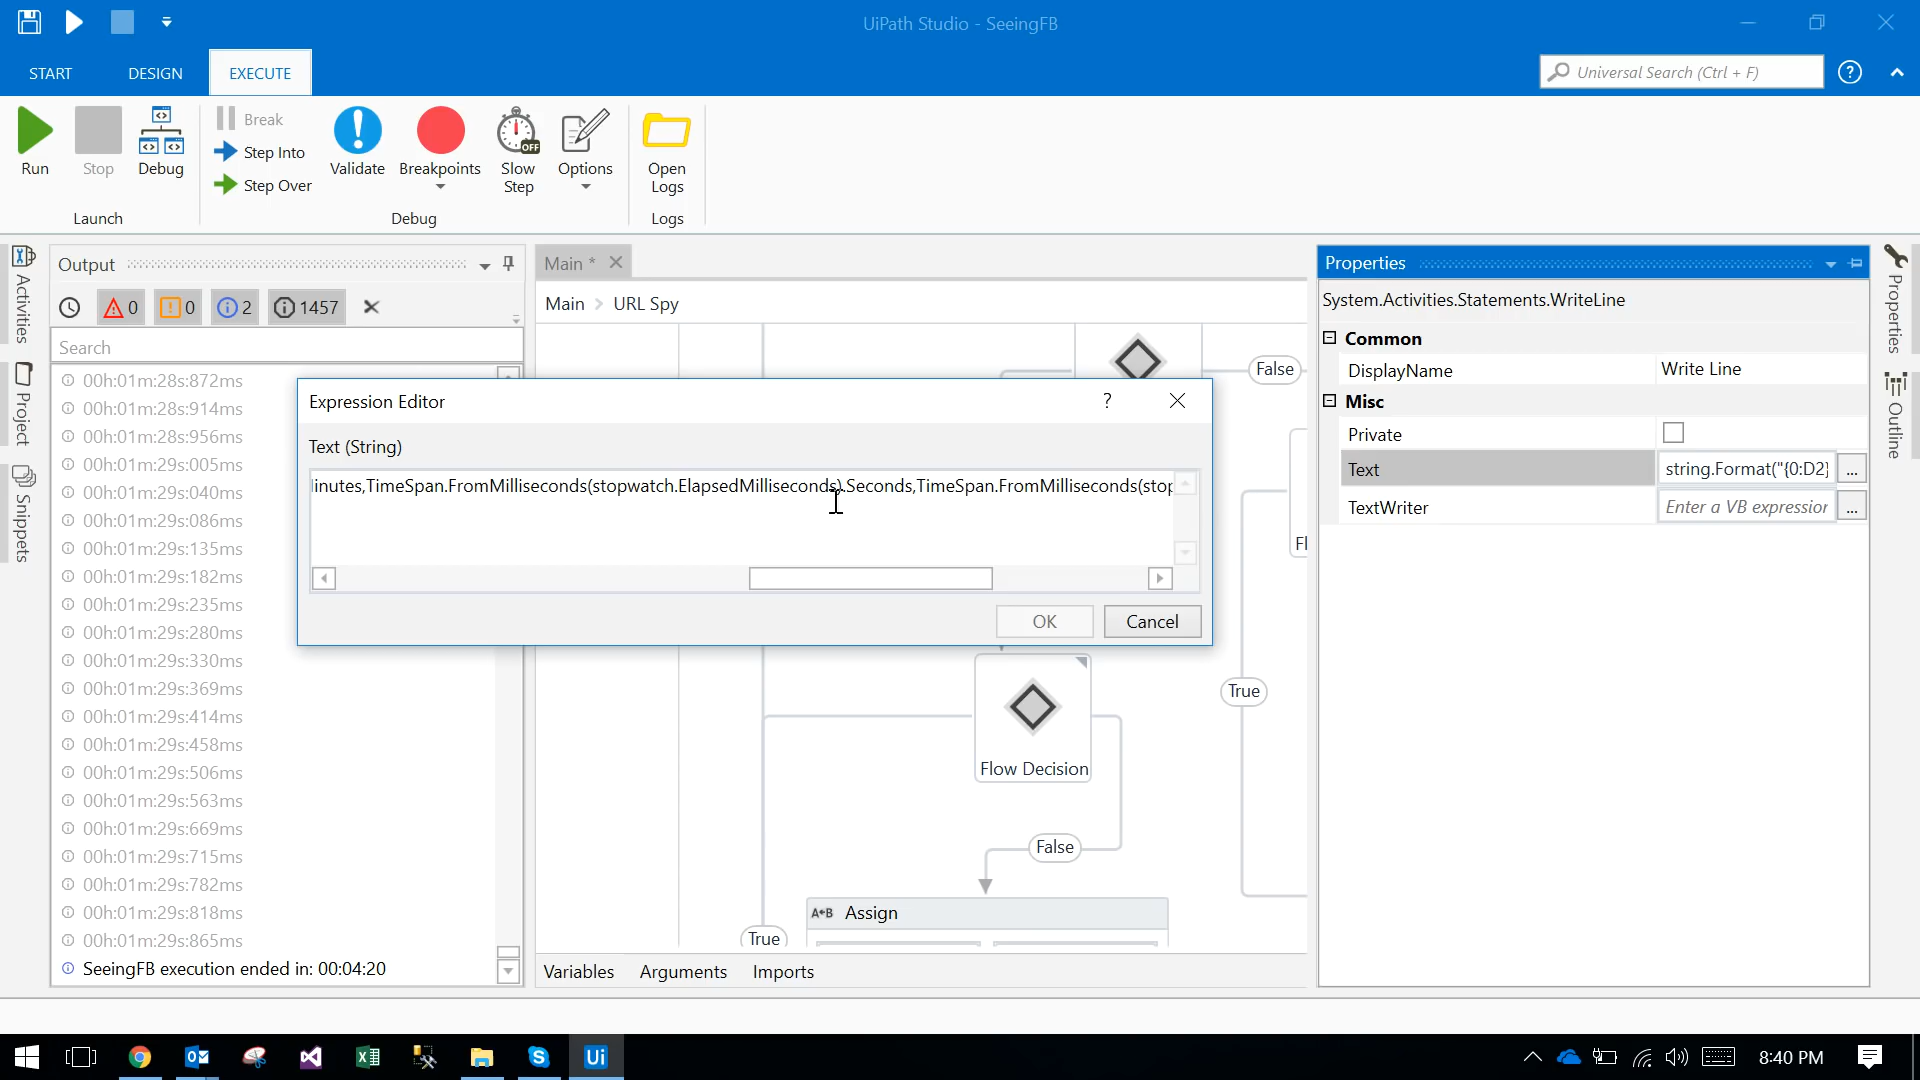 UiPath Studio - SeeingFB
START DESIGN EXECUTE
Universal Search (Ctrl + F)
?
Run
Stop
Debug
Break
Step Into
Step Over
Validate
Breakpoints
OFF
Slow
Step
Options
Open
Logs
Launch
Debug
Logs
Activities
Project
Snippets
Output
0
0
2
1457
Search
00h:01m:28s:872ms
00h:01m:28s:914ms
00h:01m:28s:956ms
00h:01m:29s:005ms
00h:01m:29s:040ms
00h:01m:29s:086ms
00h:01m:29s:135ms
00h:01m:29s:182ms
00h:01m:29s:235ms
00h:01m:29s:280ms
00h:01m:29s:330ms
00h:01m:29s:369ms
00h:01m:29s:414ms
00h:01m:29s:458ms
00h:01m:29s:506ms
00h:01m:29s:563ms
00h:01m:29s:669ms
00h:01m:29s:715ms
00h:01m:29s:782ms
00h:01m:29s:818ms
00h:01m:29s:865ms
SeeingFB execution ended in: 00:04:20
Main *
Main > URL Spy
False
Expression Editor
?
Text (String)
inutes,TimeSpan.FromMilliseconds(stopwatch.ElapsedMilliseconds).Seconds,TimeSpan.FromMilliseconds(stop
OK
Cancel
Fl
True
Flow Decision
False
A+B Assign
True
Variables Arguments Imports
Properties
System.Activities.Statements.WriteLine
Common
DisplayName Write Line
Misc
Private
Text string.Format("{0:D2} ...
TextWriter Enter a VB expression ...
Properties
Outline
Ui
8:40 PM